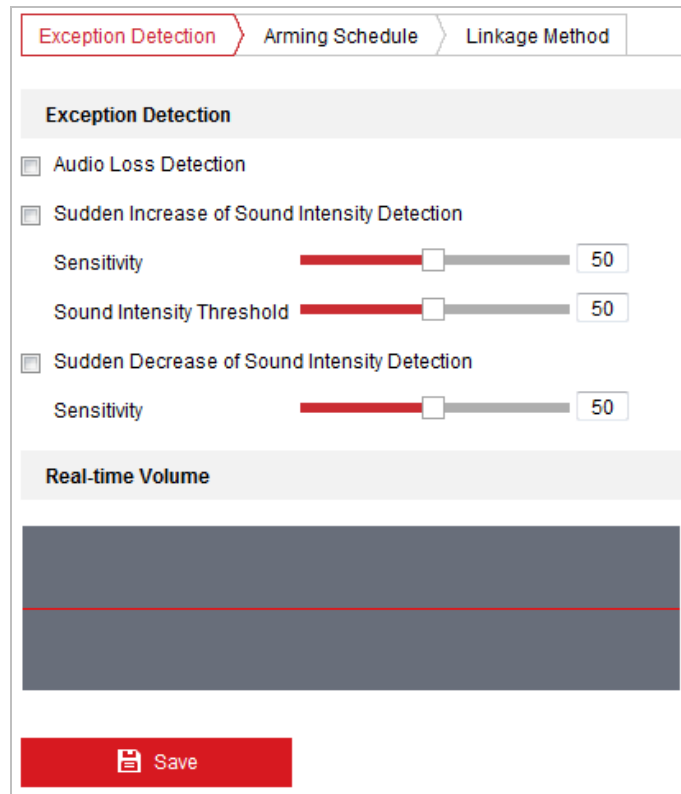 Exception Detection Arming Schedule Linkage Method
Exception Detection
Audio Loss Detection
Sudden Increase of Sound Intensity Detection
Sensitivity 50
Sound Intensity Threshold 50
Sudden Decrease of Sound Intensity Detection
Sensitivity 50
Real-time Volume
Save